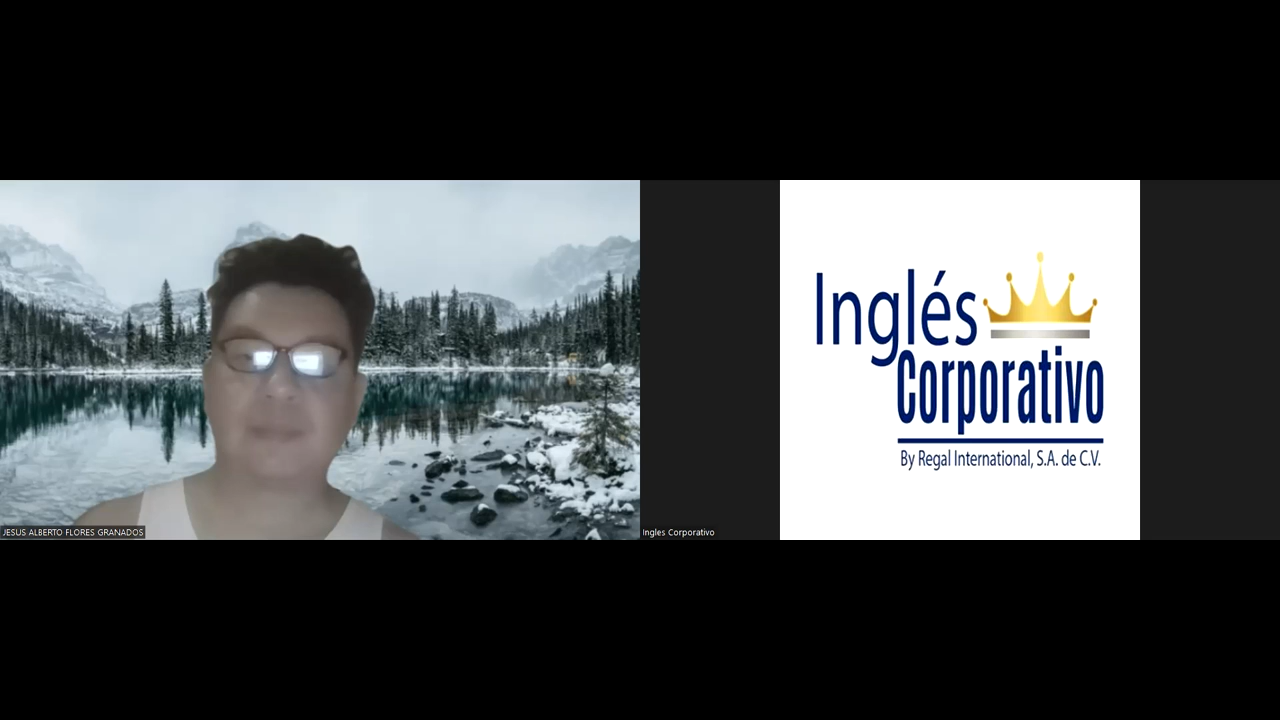 JESUS ALBERTO FLORES GRANADOS
Inglés
Corporativo
By Regal International, S.A. de C.V.
Ingles Corporativo